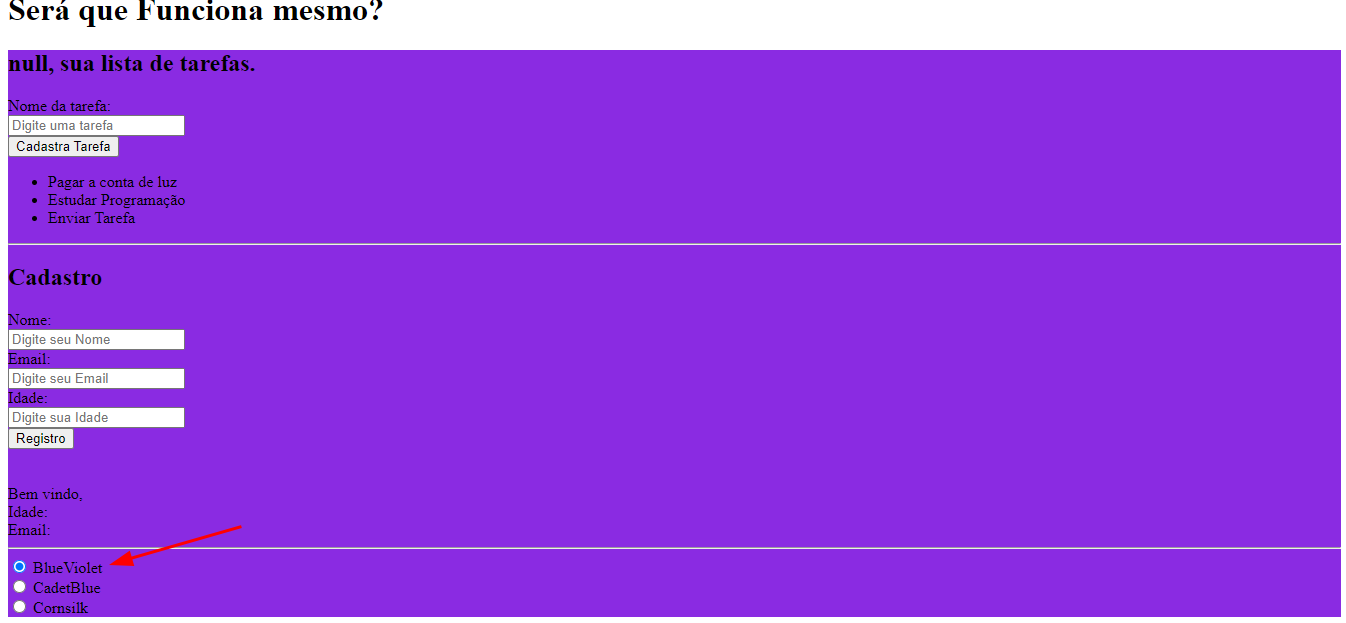 Será que Funciona mesmo?
null, sua lista de tarefas.
Nome da tarefa:
Digite uma tarefa
Cadastra Tarefa
Pagar a conta de luz
Estudar Programação
Enviar Tarefa
Cadastro
Nome:
Digite seu Nome
Email:
Digite seu Email
Idade:
Digite sua Idade
Registro
Bem vindo,
Idade:
Email:
BlueViolet
CadetBlue
Cornsilk